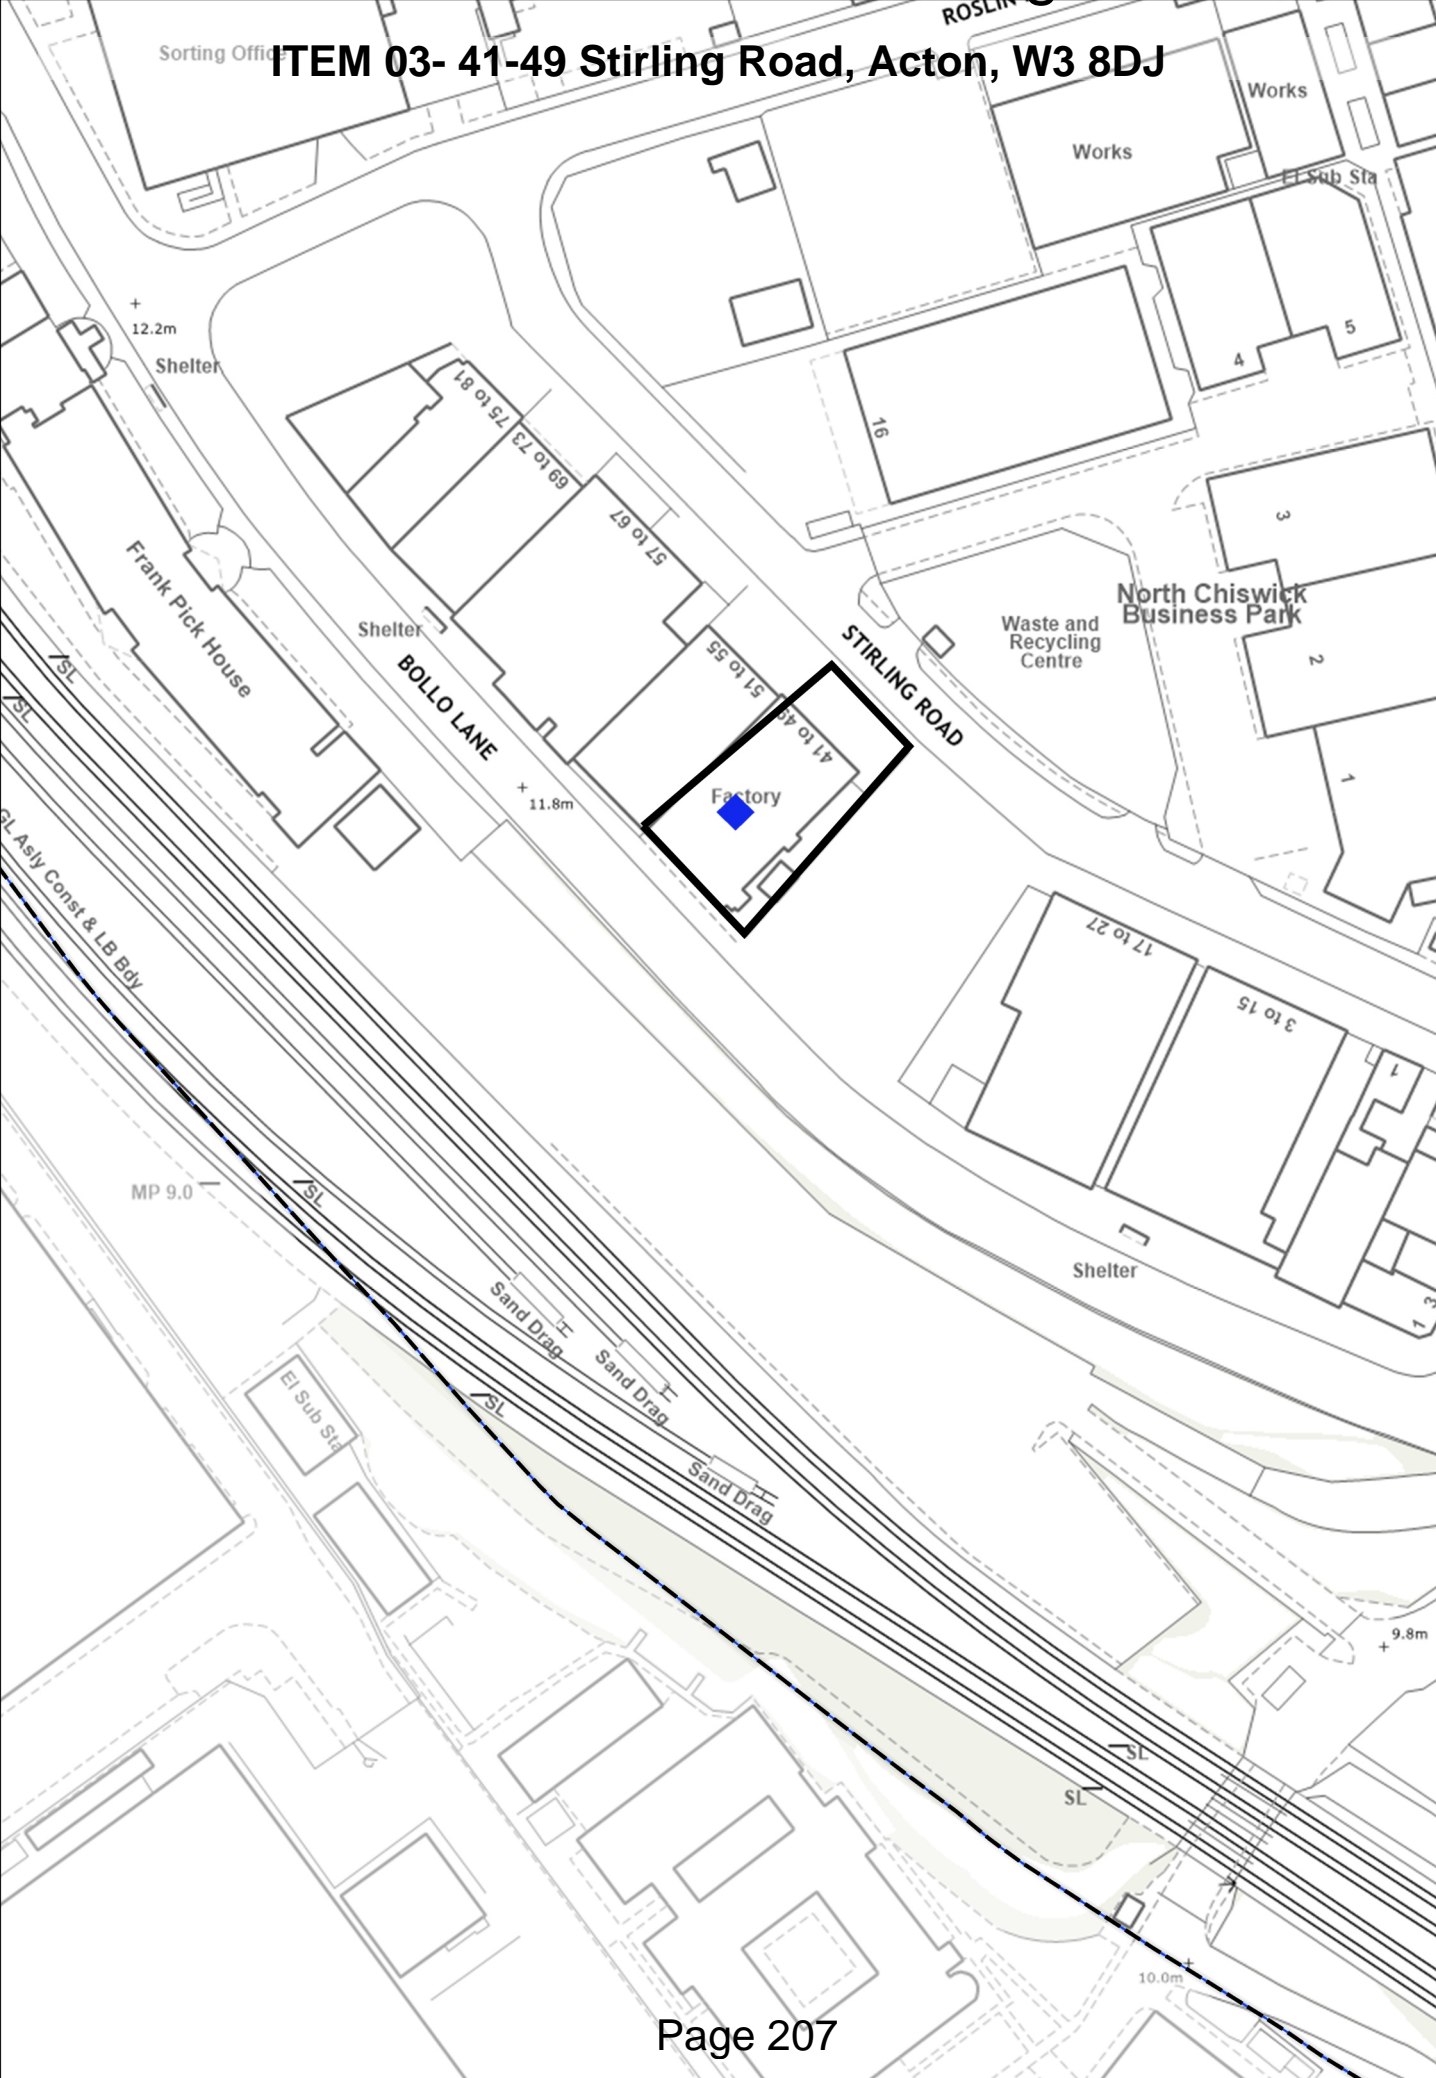 ROSLIN
Sorting Office
ITEM 03- 41-49 Stirling Road, Acton, W3 8DJ
Works
Works
El Sub Sta
12.2m
Shelter
5
4
75 to 81
69 to 73
16
57 to 67
3
Frank Pick House
North Chiswick
Business Park
Waste and
Recycling
Centre
Shelter
STIRLING ROAD
BOLLO LANE
51 to 55
2
SL
SL
41 to 49
1
Factory
11.8m
GL Asly Const & LB Bdy
17 to 27
3 to 15
1
MP 9.0
SL
Shelter
Sand Drag
Sand Drag
1
3
El Sub Sta
SL
Sand Drag
9.8m
SL
SL
10.0m
Page 207